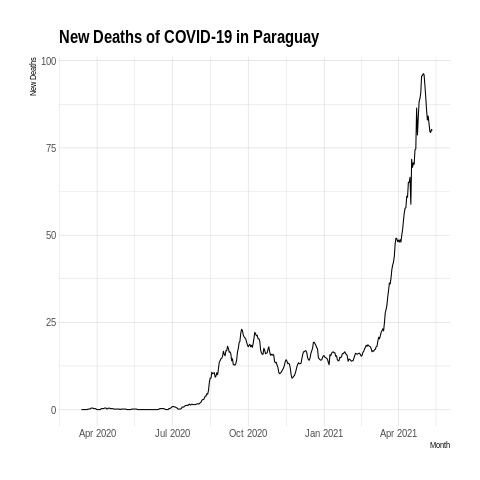 New Deaths of COVID-19 in Paraguay
New Deaths
100
75
50
25
0
Apr 2020 Jul 2020 Oct 2020 Jan 2021 Apr 2021
Month